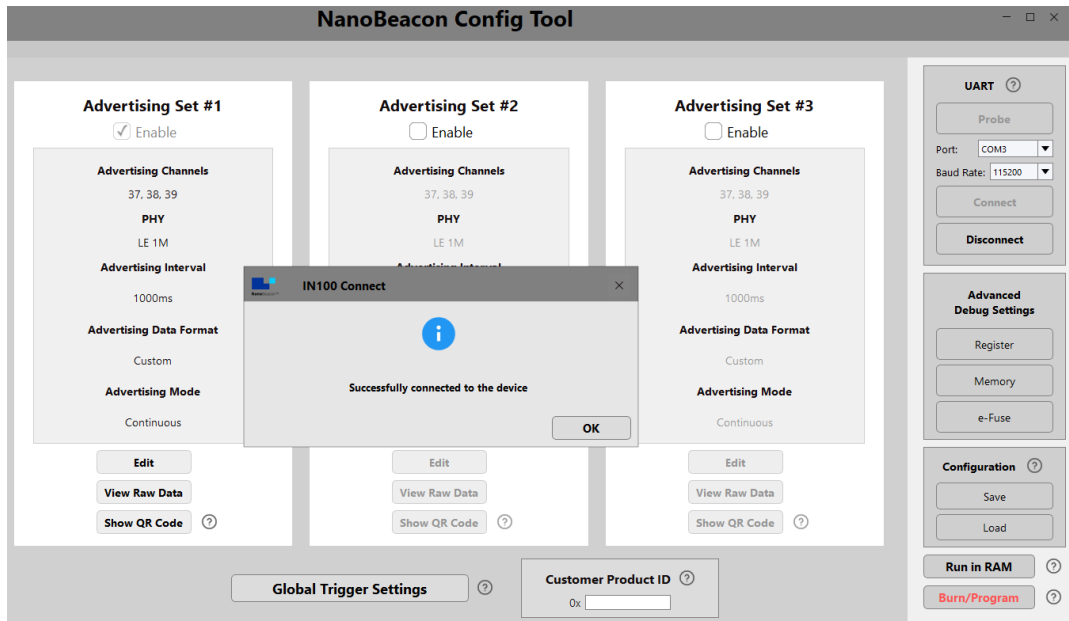 NanoBeacon Config Tool
Advertising Set #1
Enable
Advertising Channels
37, 38, 39
PHY
LE 1M
Advertising Interval
1000ms
Advertising Data Format
Custom
Advertising Mode
Continuous
Edit
View Raw Data
Show QR Code ?
Advertising Set #2
Enable
Advertising Channels
37, 38, 39
PHY
LE 1M
Edit
View Raw Data
Show QR Code ?
Advertising Set #3
Enable
Advertising Channels
37, 38, 39
PHY
LE 1M
Advertising Interval
1000ms
Advertising Data Format
Custom
Advertising Mode
Continuous
Edit
View Raw Data
Show QR Code ?
IN100 Connect
Successfully connected to the device
OK
Global Trigger Settings ?
Customer Product ID ?
0x
UART ?
Probe
Port: COM3
Baud Rate: 115200
Connect
Disconnect
Advanced
Debug Settings
Register
Memory
e-Fuse
Configuration ?
Save
Load
Run in RAM ?
Burn/Program ?